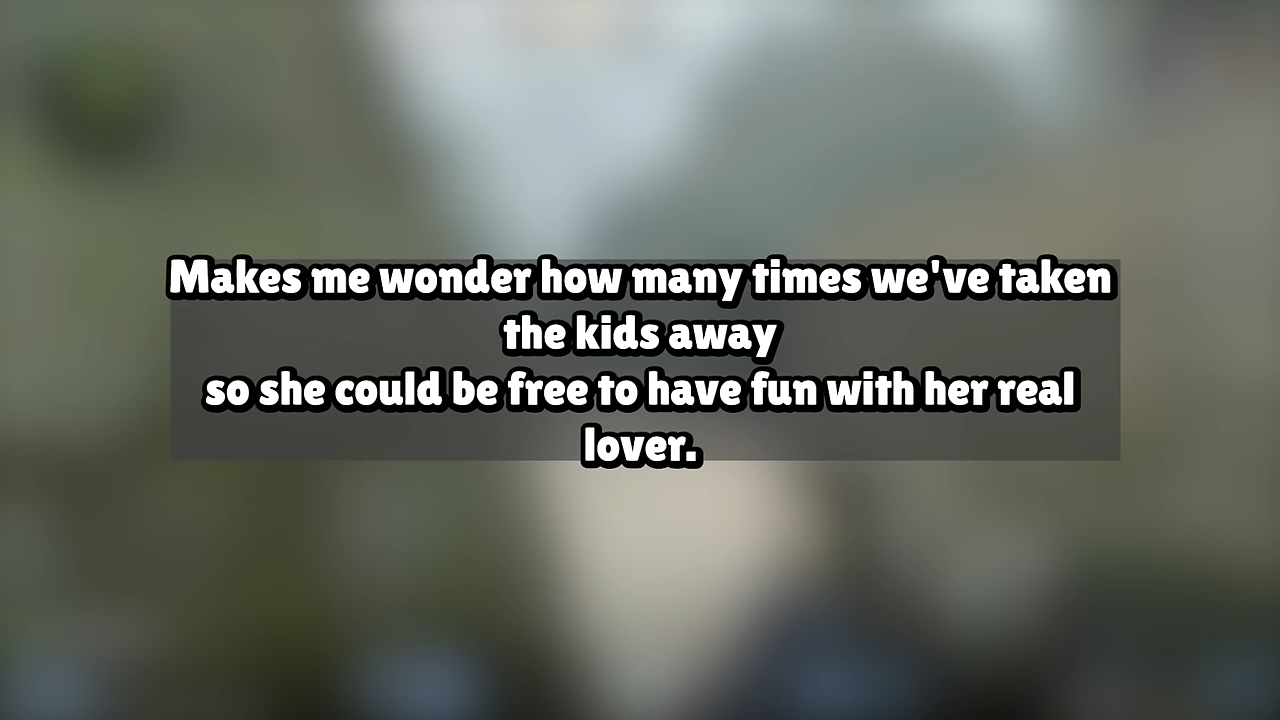 Makes me wonder how many times we've taken
the kids away
so she could be free to have fun with her real
lover.